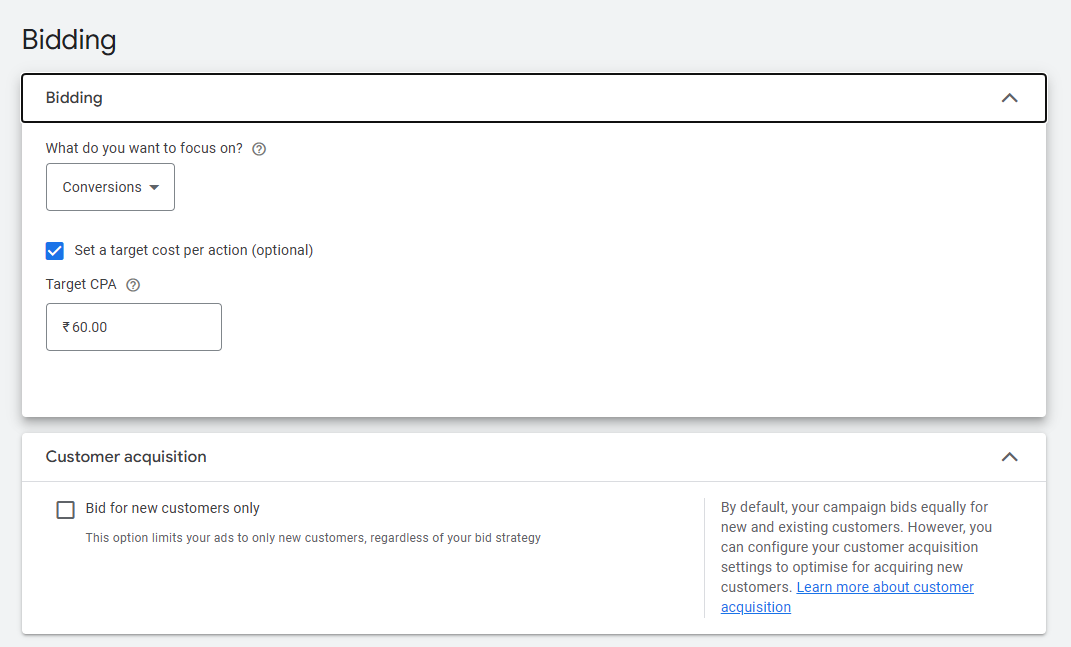 Bidding
Bidding
What do you want to focus on?
Conversions
Set a target cost per action (optional)
Target CPA
₹60.00
Customer acquisition
Bid for new customers only
This option limits your ads to only new customers, regardless of your bid strategy
By default, your campaign bids equally for
new and existing customers. However, you
can configure your customer acquisition
settings to optimise for acquiring new
customers. Learn more about customer
acquisition